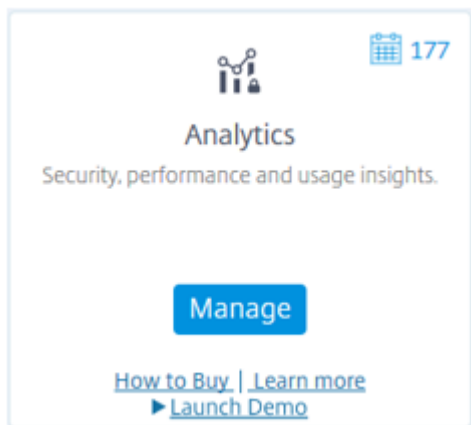 177
Analytics
Security, performance and usage insights.
Manage
How to Buy | Learn more
▶ Launch Demo